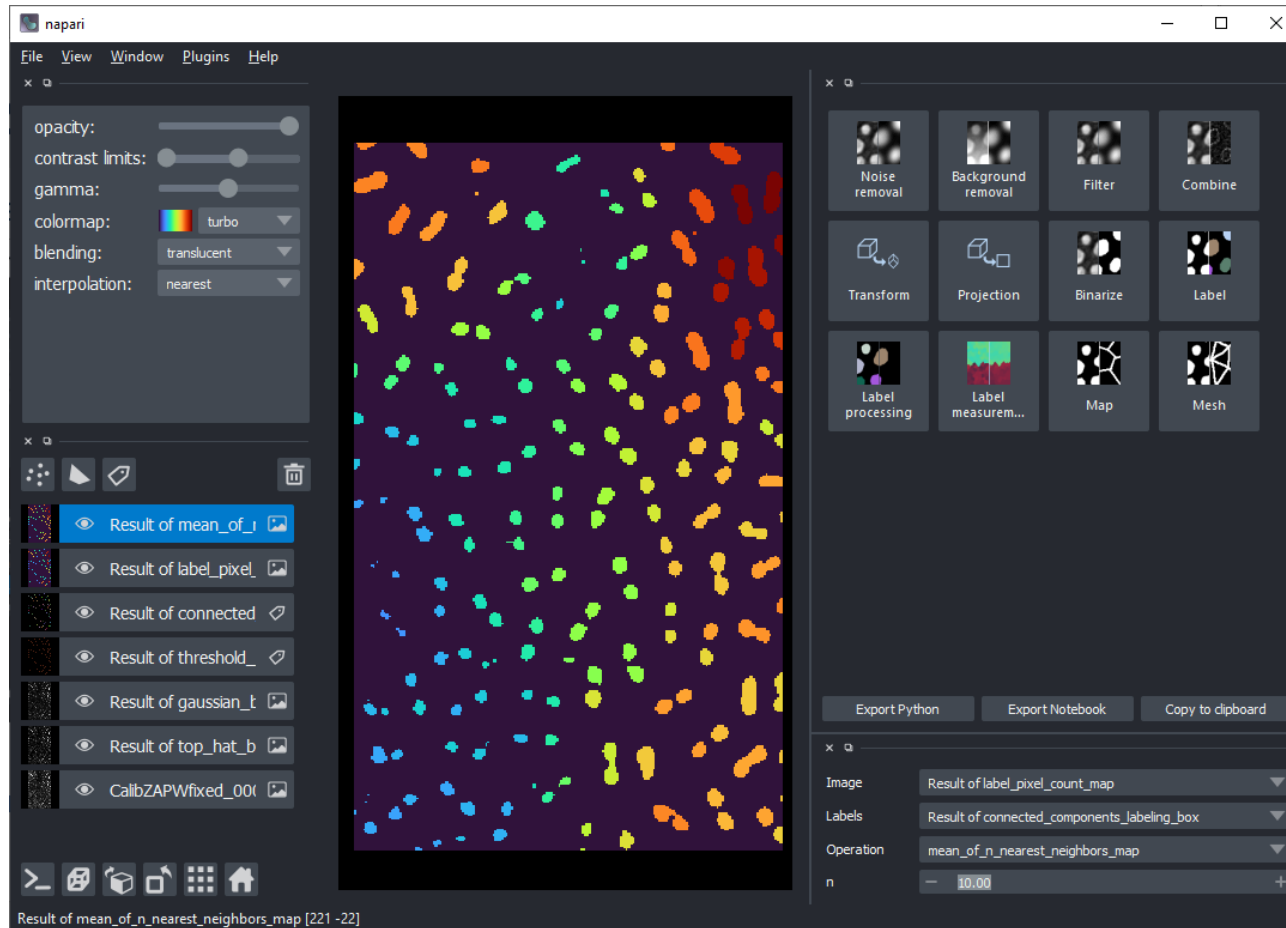 napari
File View Window Plugins Help
opacity:
contrast limits:
gamma:
colormap: turbo
blending: translucent
interpolation: nearest
Result of mean_of_
Result of label_pixel_
Result of connected
Result of threshold_
Result of gaussian_b
Result of top_hat_b
CalibZAPWfixed_00
Noise removal
Background removal
Filter
Combine
Transform
Projection
Binarize
Label
Label processing
Label measurem...
Map
Mesh
Export Python
Export Notebook
Copy to clipboard
Image Result of label_pixel_count_map
Labels Result of connected_components_labeling_box
Operation mean_of_n_nearest_neighbors_map
n 10.00
Result of mean_of_n_nearest_neighbors_map [221 -22]